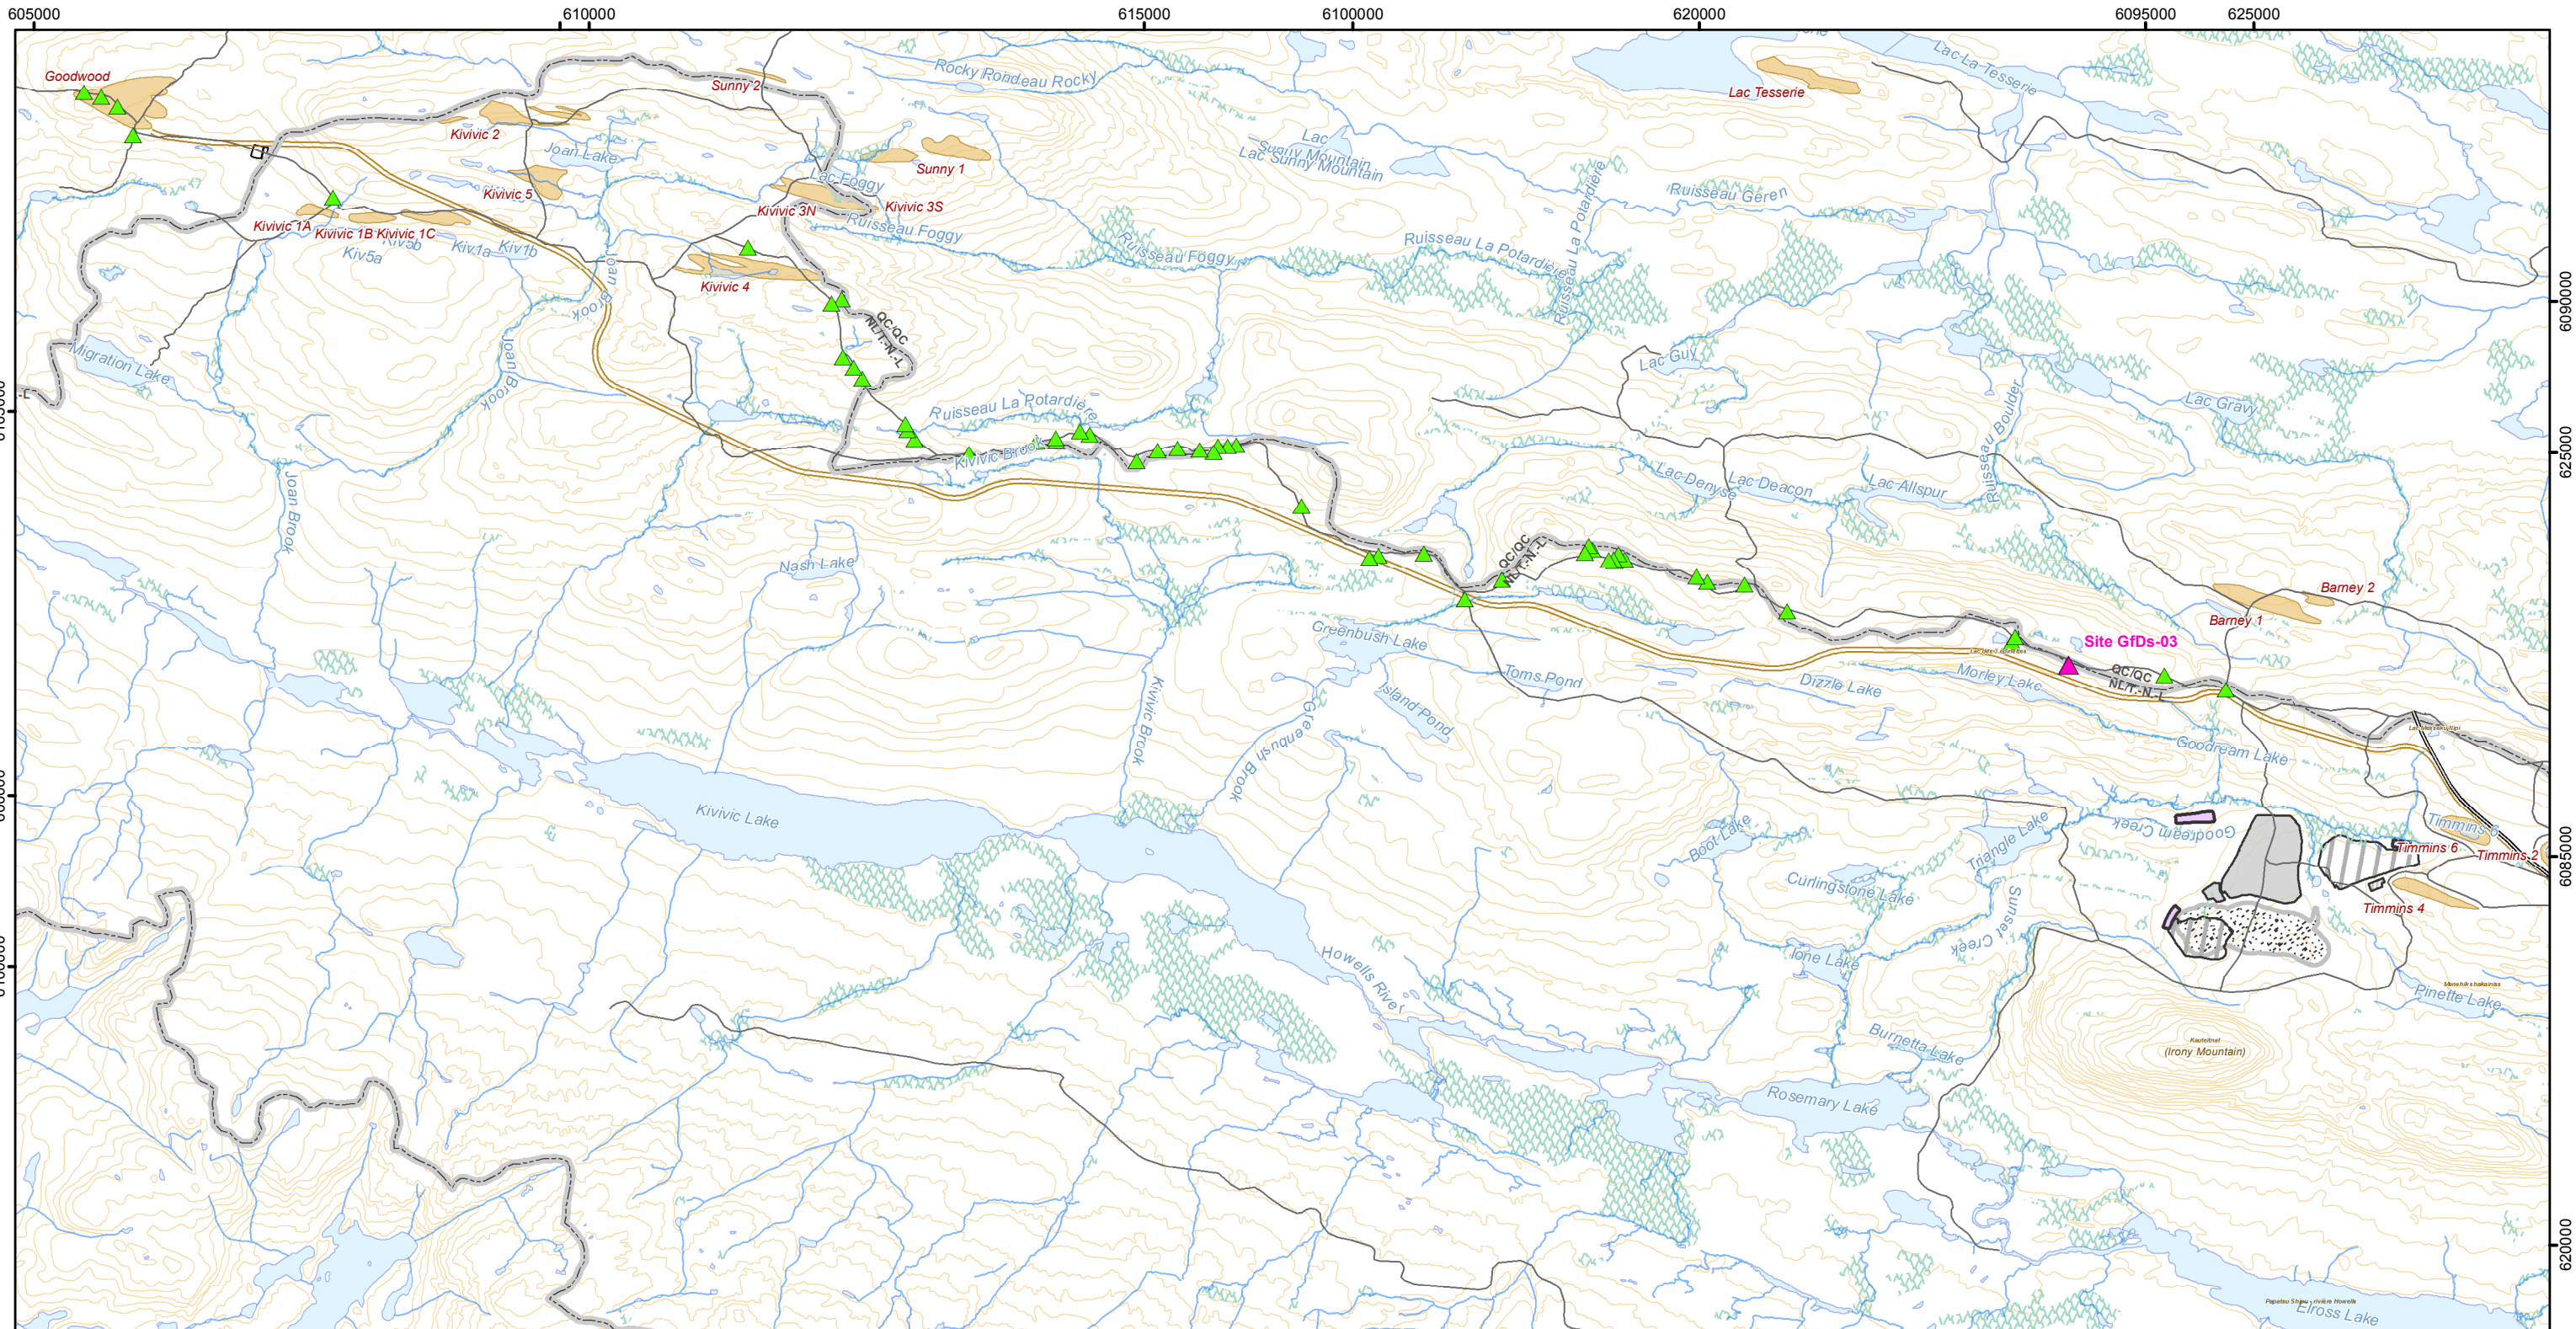 605000
610000
615000
6100000
620000
6095000
625000
Goodwood
Sunny 2
Rocky Rondeau Rocky
Lac Tesserie
Lac La Tesserie
Kivivic 2
Joan Lake
Sunny 1
Lac
Sunny Mountain
Lac Sunny Mountain
Ruisseau La Potardière
Ruisseau Geren
Kivivic 5
Lac Foggy
Kivivic 3N
Kivivic 3S
Kivivic 1A
Kivivic 1B
Kivivic 1C
Kiv5b
Kiv5a
Kiv1a
Kiv1b
Ruisseau Foggy
Ruisseau Foggy
Ruisseau La Potardière
Joan Brook
Kivivic 4
6090000
QC/QC
NL/T.-N.-L
Migration Lake
Joan Brook
Lac Guy
Lac Gravy
-L
Ruisseau La Potardière
Ruisseau Boulder
Kivivic Brook
625000
Lac Denyse
Lac Deacon
Lac Allspur
Joan Brook
Nash Lake
QC/QC
NL/T.-N.-L
Barney 2
Barney 1
Greenbush Lake
Site GfDs-03
Toms Pond
Dizzle Lake
Morley Lake
QC/QC
NL/T.-N.-L
Island Pond
Kivivic Brook
Greenbush Brook
Goodream Lake
Kivivic Lake
Boot Lake
Triangle Lake
Goodream Creek
Timmins 6
Timmins 6
Timmins 2
6085000
Curlingstone Lake
Timmins 4
Sunset Creek
Howells River
Ione Lake
Pinette Lake
Burnetta Lake
Kauteitnat
(Irony Mountain)
Rosemary Lake
620000
Papateu Shipu - rivière Howells
Elross Lake